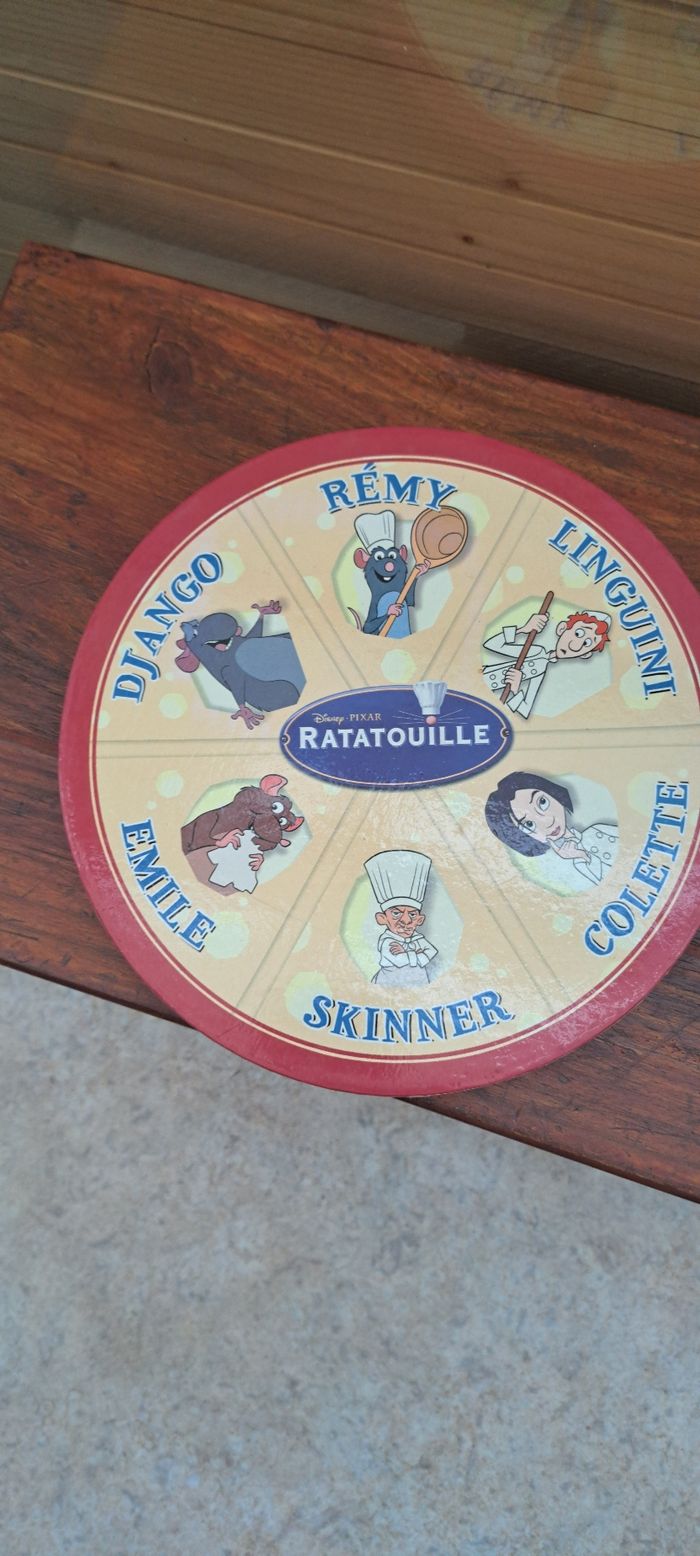 RÉMY
LINGUINI
DJANGO
Disney·PIXAR
RATATOUILLE
EMILE
COLETTE
SKINNER